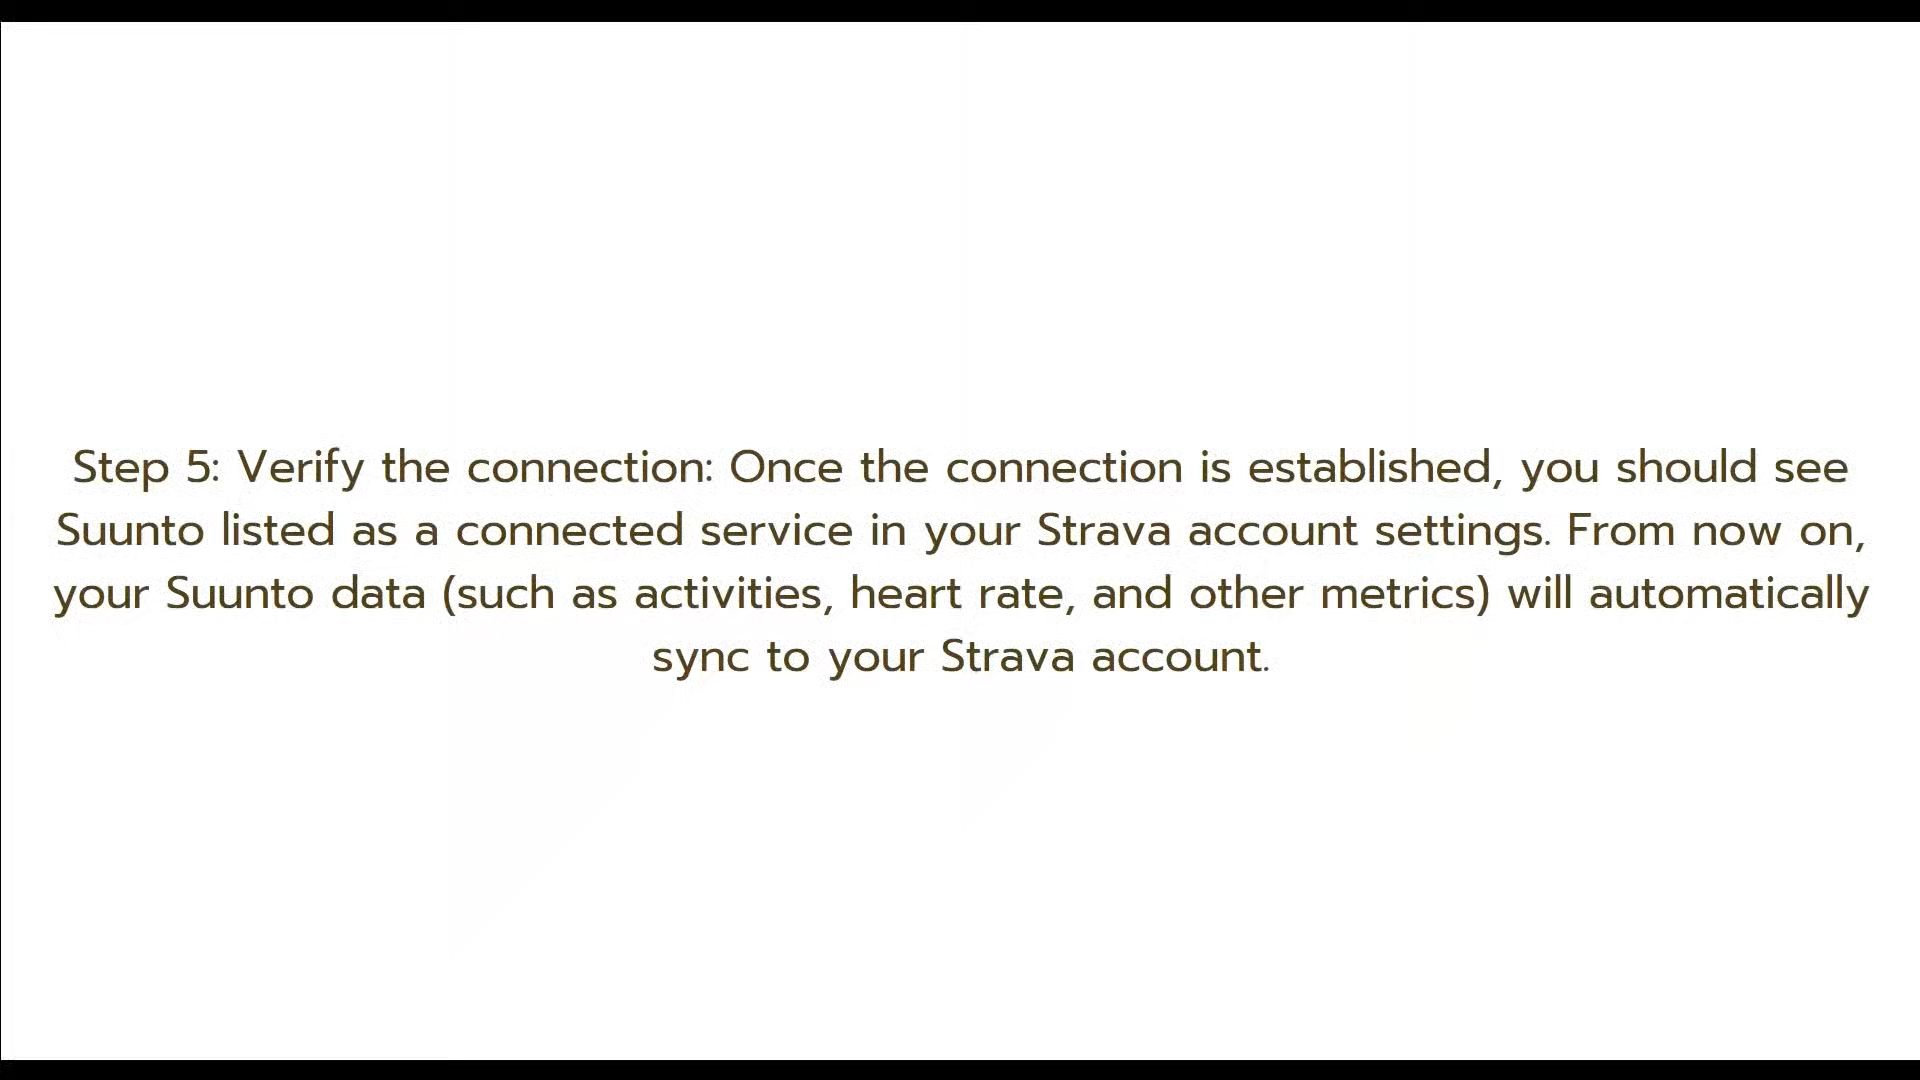 Step 5: Verify the connection: Once the connection is established, you should see
Suunto listed as a connected service in your Strava account settings. From now on,
your Suunto data (such as activities, heart rate, and other metrics) will automatically
sync to your Strava account.